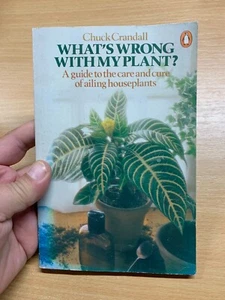 Chuck Crandall
WHAT'S WRONG
WITH MY PLANT?
A guide to the care and cure
of ailing houseplants